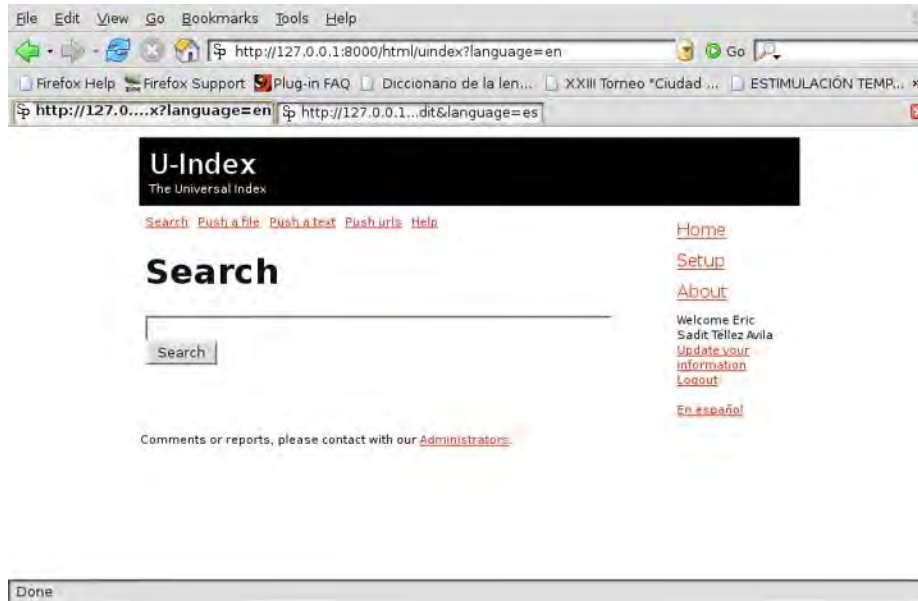 File Edit View Go Bookmarks Tools Help
http://127.0.0.1:8000/html/uindex?language=en Go
Firefox Help Firefox Support Plug-in FAQ Diccionario de la len... XXIII Torneo "Ciudad ... ESTIMULACIÓN TEMP...
http://127.0....x?language=en http://127.0.0.1...dit&language=es
U-Index
The Universal Index
Search Push a file Push a text Push urls Help
Home
Setup
About
Search
Search
Welcome Eric
Sadit Téllez Avila
Update your
information
Logout
En español
Comments or reports, please contact with our Administrators.
Done